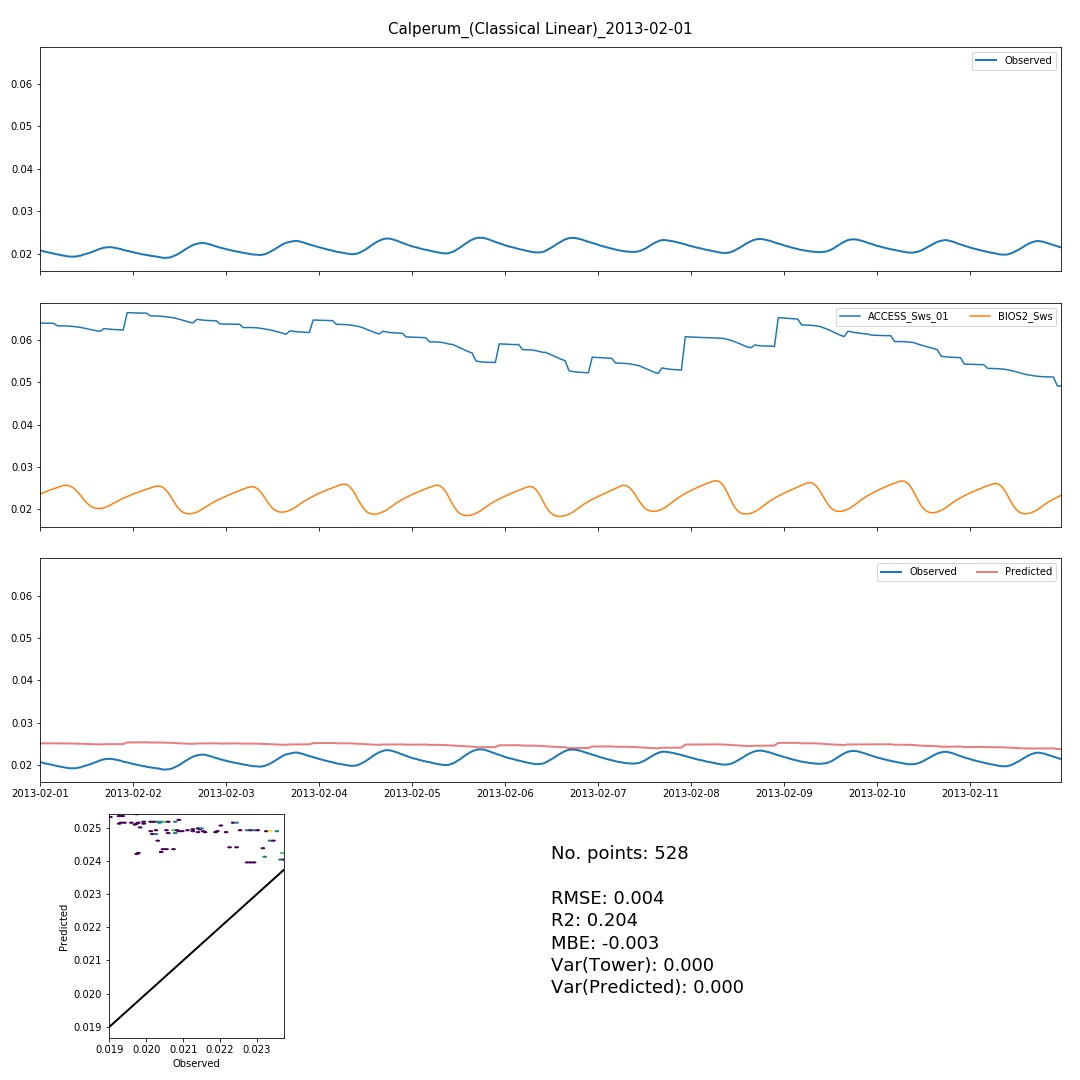 Calperum_(Classical Linear)_2013-02-01
Observed
0.06
0.05
0.04
0.03
0.02
ACCESS_Sws_01 BIOS2_Sws
0.06
0.05
0.04
0.03
0.02
Observed Predicted
0.06
0.05
0.04
0.03
0.02
2013-02-01 2013-02-02 2013-02-03 2013-02-04 2013-02-05 2013-02-06 2013-02-07 2013-02-08 2013-02-09 2013-02-10 2013-02-11
0.025
0.024
0.023
0.022
0.021
0.020
0.019
Predicted
0.019 0.020 0.021 0.022 0.023
Observed
No. points: 528
RMSE: 0.004
R2: 0.204
MBE: -0.003
Var(Tower): 0.000
Var(Predicted): 0.000